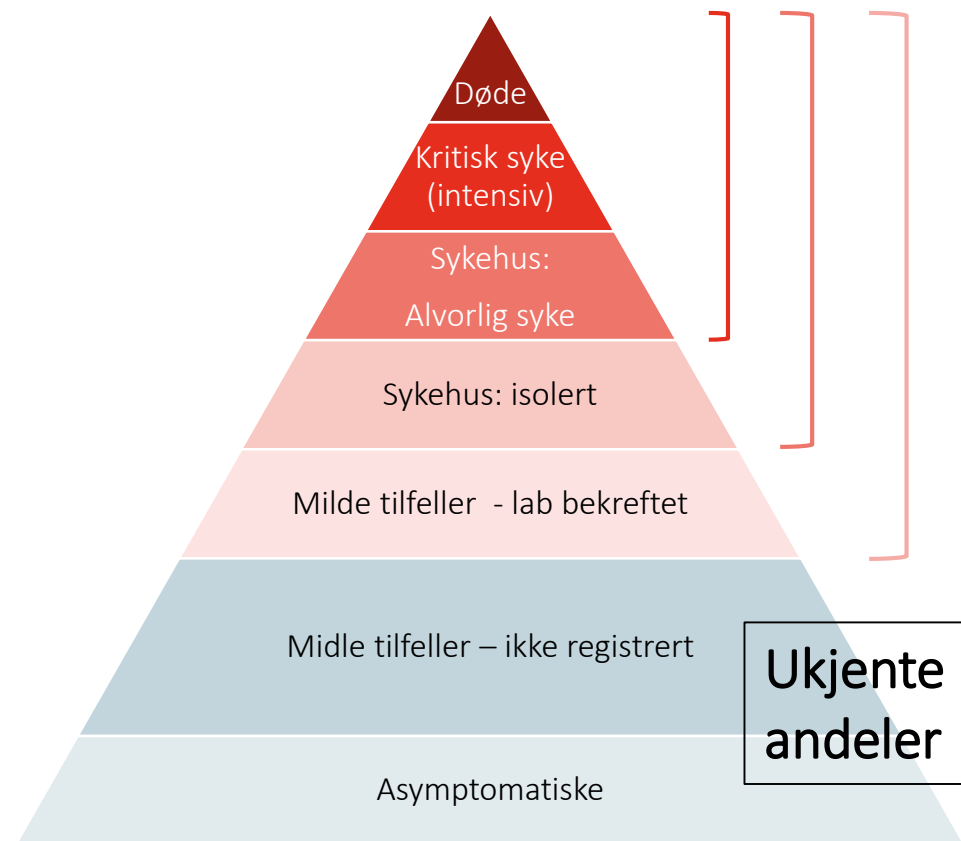 Døde
Kritisk syke
(intensiv)
Sykehus:
Alvorlig syke
Sykehus: isolert
Milde tilfeller - lab bekreftet
Midle tilfeller – ikke registrert
Ukjente
andeler
Asymptomatiske